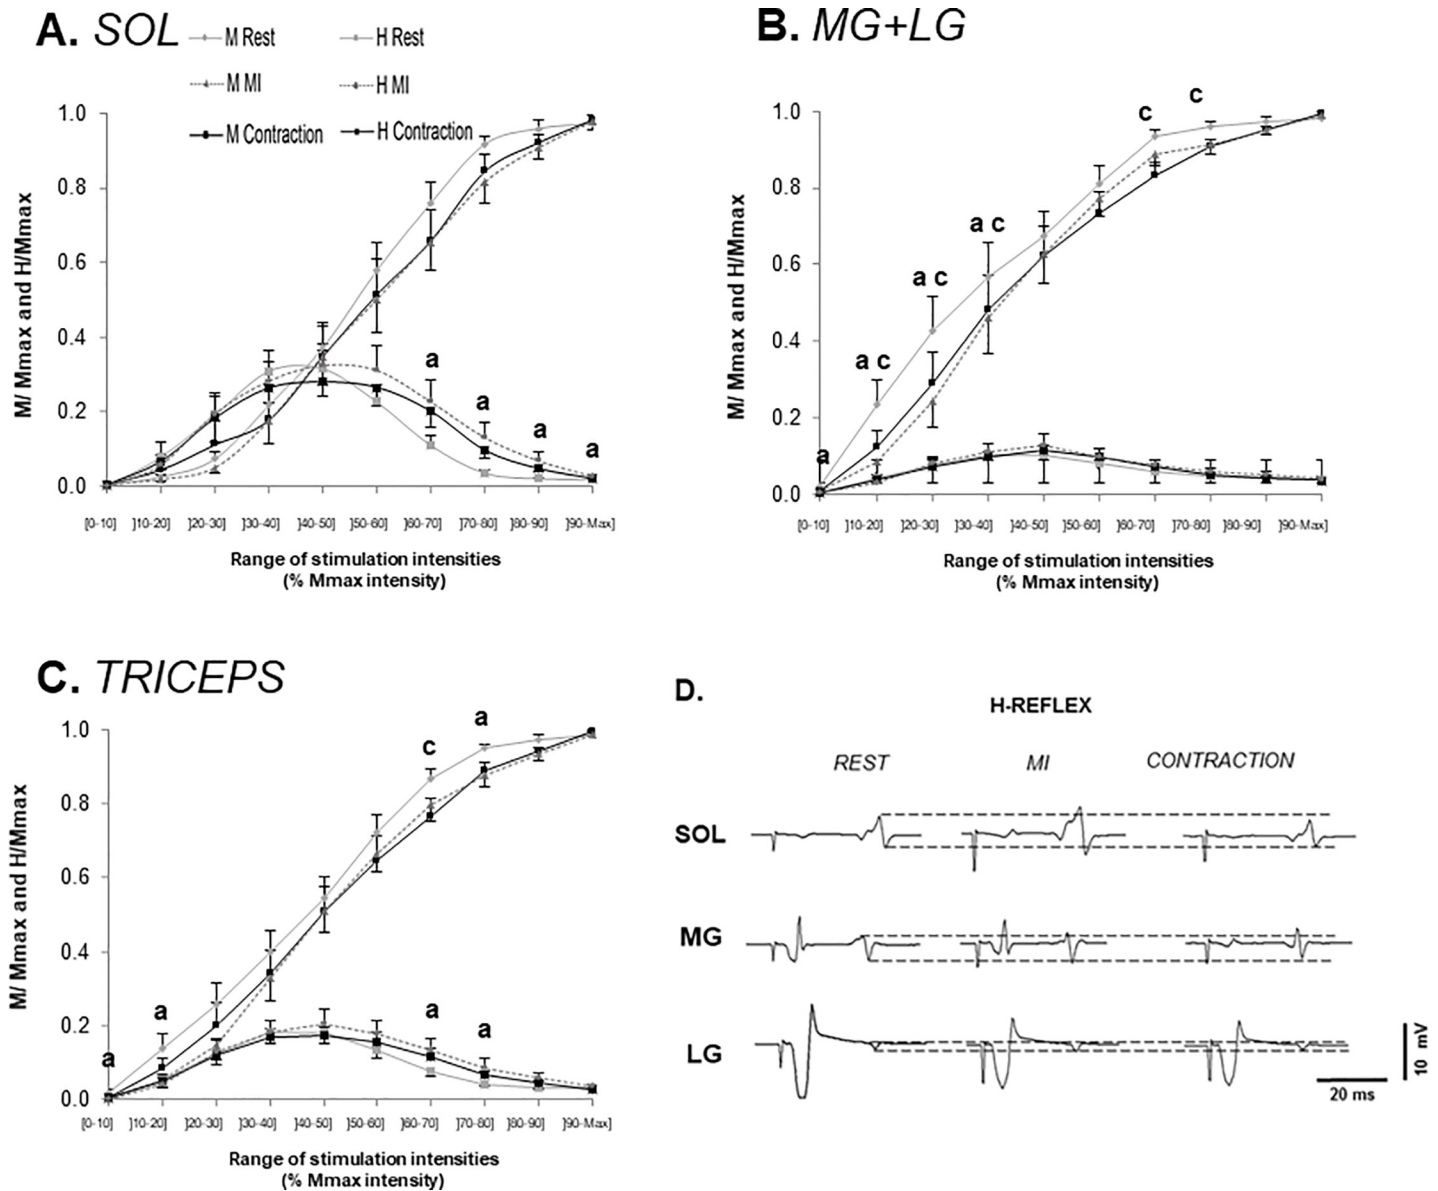 A. SOL
M Rest
H Rest
M MI
H MI
M Contraction
H Contraction
M/ Mmax and H/Mmax
1.0
0.8
0.6
0.4
0.2
0.0
a
a
a
a
[0-10] ]10-20] ]20-30] ]30-40] ]40-50] ]50-60] ]60-70] ]70-80] ]80-90] ]90-Max]
Range of stimulation intensities
(% Mmax intensity)
B. MG+LG
M/ Mmax and H/Mmax
1.0
0.8
0.6
0.4
0.2
0.0
a
a c
a c
a c
c
c
[0-10] ]10-20] ]20-30] ]30-40] ]40-50] ]50-60] ]60-70] ]70-80] ]80-90] ]90-Max]
Range of stimulation intensities
(% Mmax intensity)
C. TRICEPS
M/ Mmax and H/Mmax
1.0
0.8
0.6
0.4
0.2
0.0
a
a
c
a
a
a
[0-10] ]10-20] ]20-30] ]30-40] ]40-50] ]50-60] ]60-70] ]70-80] ]80-90] ]90-Max]
Range of stimulation intensities
(% Mmax intensity)
D.
H-REFLEX
REST MI CONTRACTION
SOL
MG
LG
10 mV
20 ms